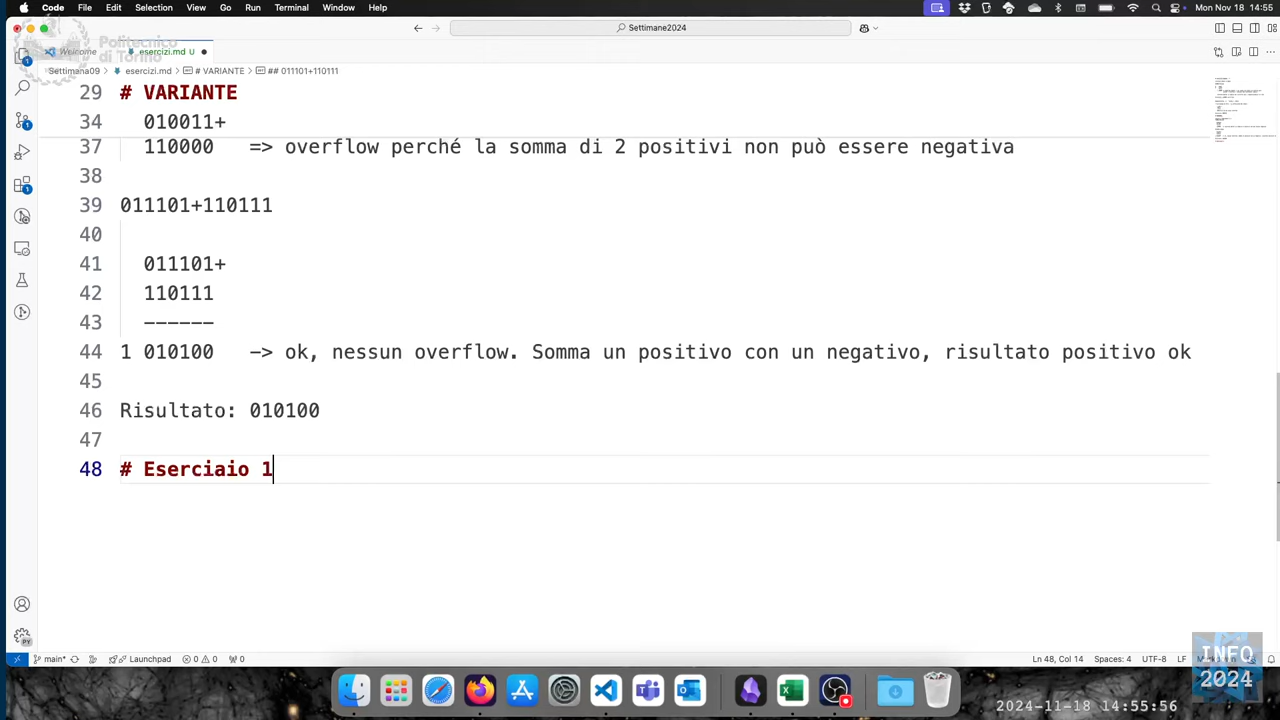 Code File Edit Selection View Go Run Terminal Window Help
Mon Nov 18 14:55
Settimane2024
Politecnico
di Torino
Welcome
esercizi.md U
Settimana09 > esercizi.md > # VARIANTE > ## 011101+110111
29 # VARIANTE
34 010011+
37 110000 => overflow perché la somma di 2 positivi non può essere negativa
38
39 011101+110111
40
41 011101+
42 110111
43 ------
44 1 010100 -> ok, nessun overflow. Somma un positivo con un negativo, risultato positivo ok
45
46 Risultato: 010100
47
48 # Eserciaio 1
main* Launchpad 0 0 0
Ln 48, Col 14 Spaces: 4 UTF-8 LF
INFO
2024
2024-11-18 14:55:56